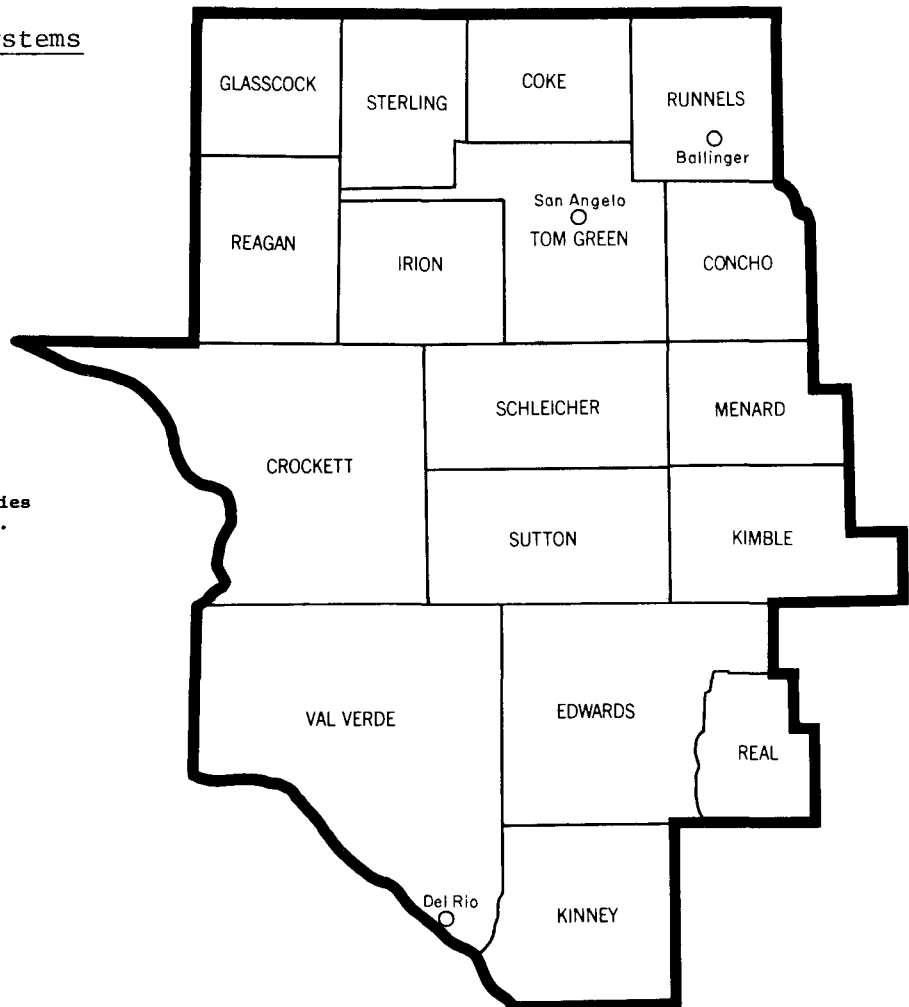 stems
GLASSCOCK
STERLING
COKE
RUNNELS
Ballinger
San Angelo
TOM GREEN
REAGAN
IRION
CONCHO
SCHLEICHER
MENARD
CROCKETT
ies
.
SUTTON
KIMBLE
VAL VERDE
EDWARDS
REAL
Del Rio
KINNEY